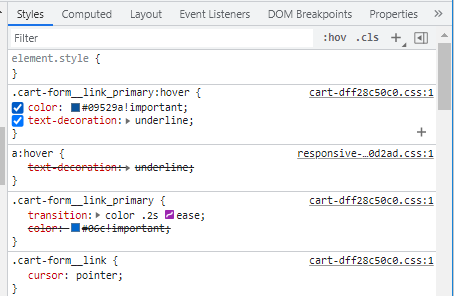 Styles Computed Layout Event Listeners DOM Breakpoints Properties »
Filter :hov .cls +
element.style {
}
.cart-form__link_primary:hover { cart-dff28c50c0.css:1
color: #09529a!important;
text-decoration: underline;
}
a:hover { responsive-…0d2ad.css:1
text-decoration: underline;
}
.cart-form__link_primary { cart-dff28c50c0.css:1
transition: color .2s ease;
color: #06c!important;
}
.cart-form__link { cart-dff28c50c0.css:1
cursor: pointer;
}